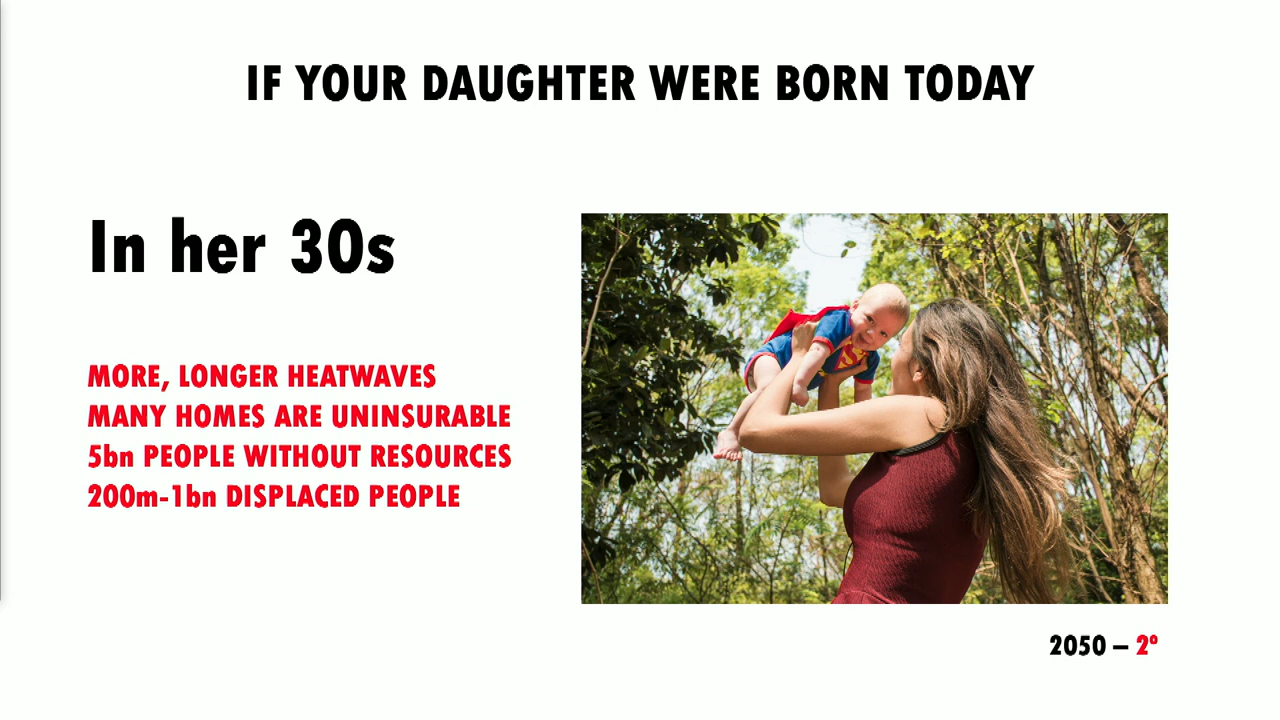 IF YOUR DAUGHTER WERE BORN TODAY
In her 30s
MORE, LONGER HEATWAVES
MANY HOMES ARE UNINSURABLE
5bn PEOPLE WITHOUT RESOURCES
200m-1bn DISPLACED PEOPLE
2050 – 2º